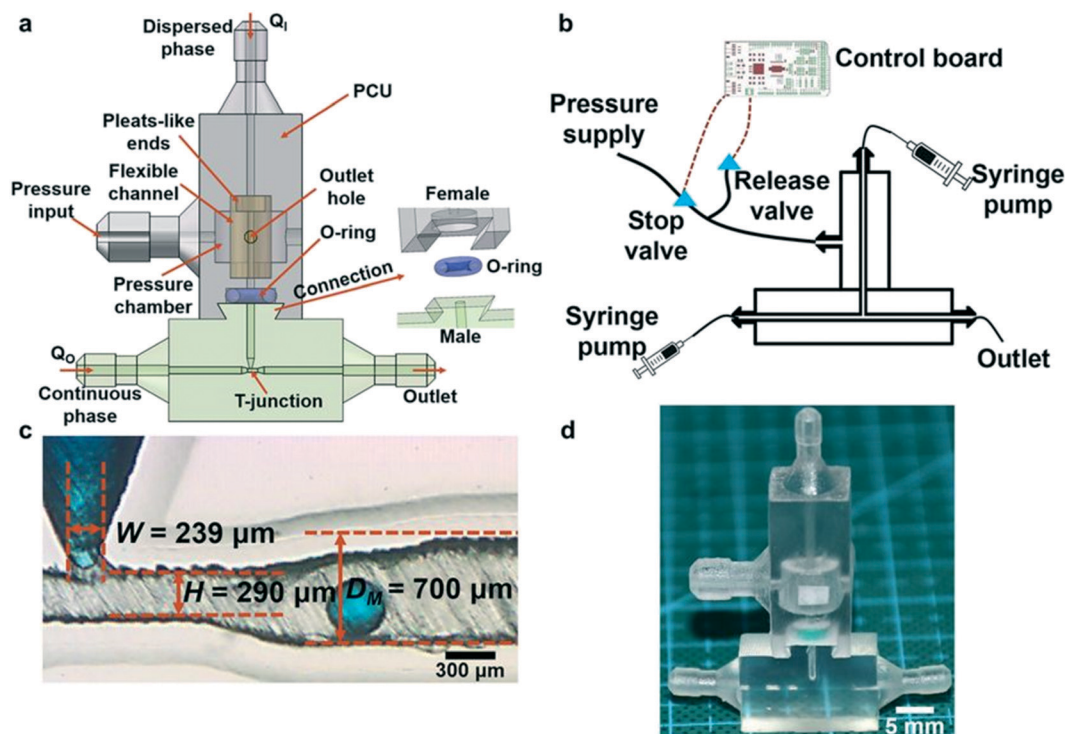 a
Q_I
Dispersed
phase
PCU
Pleats-like
ends
Flexible
channel
Outlet
hole
Pressure
input
O-ring
Pressure
chamber
Connection
Female
O-ring
Male
Q_O
Continuous
phase
T-junction
Outlet
b
Control board
Pressure
supply
Stop
valve
Release
valve
Syringe
pump
Syringe
pump
Outlet
c
W = 239 μm
H = 290 μm
D_M = 700 μm
300 μm
d
5 mm